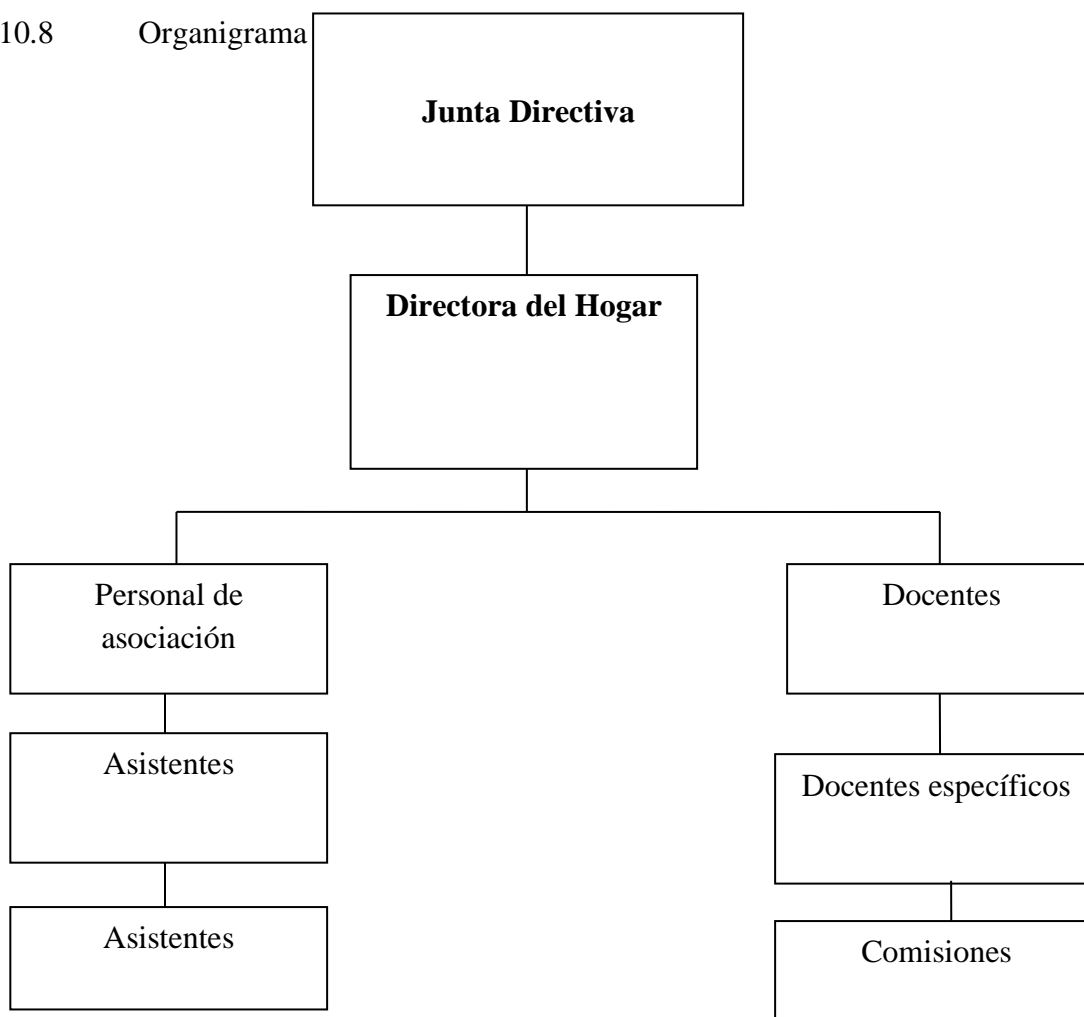 10.8 Organigrama
Junta Directiva
Directora del Hogar
Personal de
asociación
Docentes
Asistentes
Docentes específicos
Asistentes
Comisiones